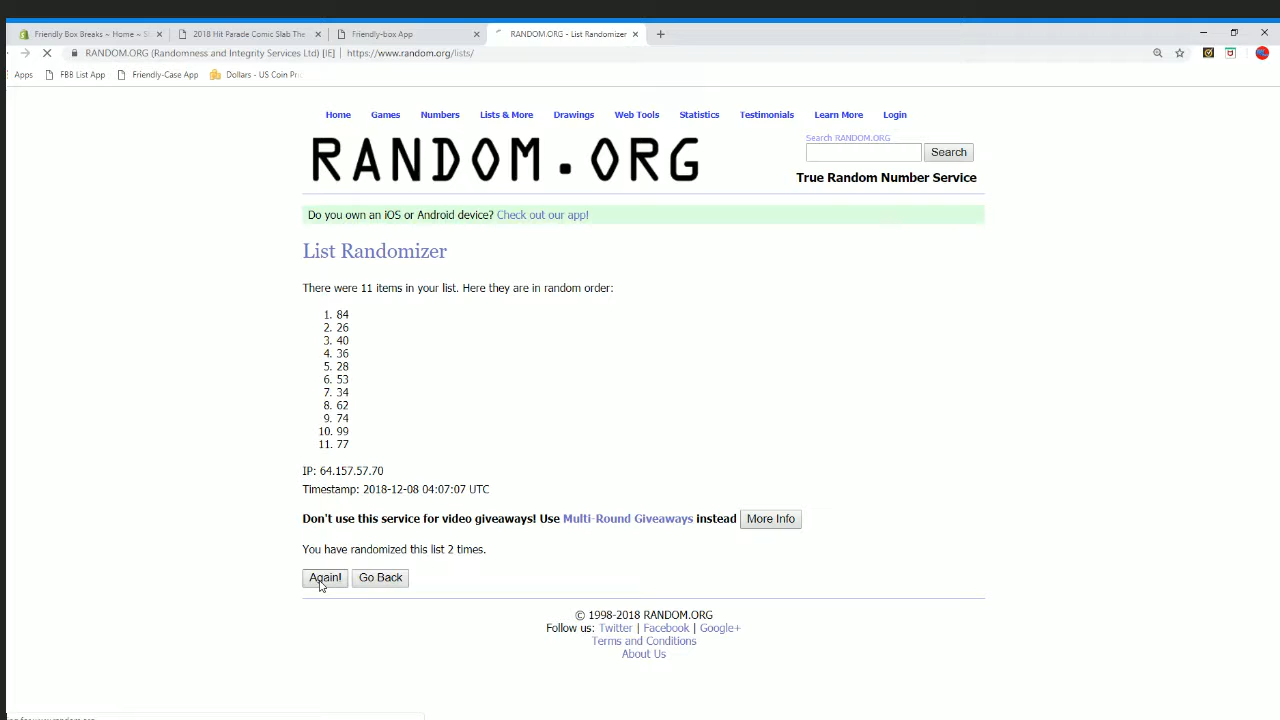 Friendly Box Breaks ~ Home ~ S
2018 Hit Parade Comic Slab The
Friendly-box App
RANDOM.ORG - List Randomizer
RANDOM.ORG (Randomness and Integrity Services Ltd) [IE] | https://www.random.org/lists/
Apps FBB List App Friendly-Case App Dollars - US Coin Pric
Home Games Numbers Lists & More Drawings Web Tools Statistics Testimonials Learn More Login
RANDOM.ORG
Search RANDOM.ORG
Search
True Random Number Service
Do you own an iOS or Android device? Check out our app!
List Randomizer
There were 11 items in your list. Here they are in random order:
1. 84
2. 26
3. 40
4. 36
5. 28
6. 53
7. 34
8. 62
9. 74
10. 99
11. 77
IP: 64.157.57.70
Timestamp: 2018-12-08 04:07:07 UTC
Don't use this service for video giveaways! Use Multi-Round Giveaways instead More Info
You have randomized this list 2 times.
Again! Go Back
© 1998-2018 RANDOM.ORG
Follow us: Twitter | Facebook | Google+
Terms and Conditions
About Us